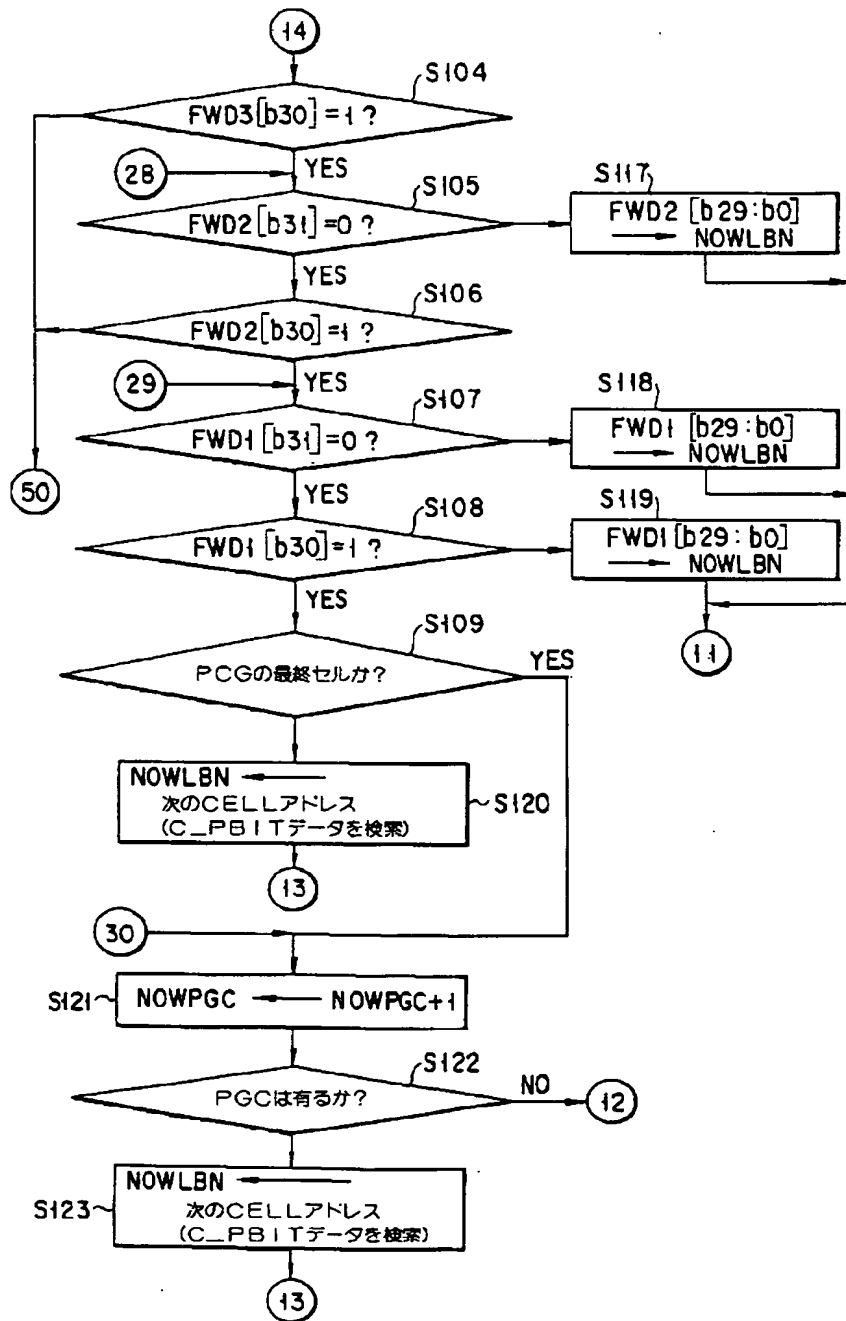 14
S104
FWD3[b30]=1?
YES
28
S105
FWD2[b31]=0?
S117
FWD2 [b29:b0]
→ NOWLBN
YES
S106
FWD2[b30]=1?
YES
29
S107
FWD1[b31]=0?
S118
FWD1 [b29:b0]
→ NOWLBN
50
YES
S108
FWD1[b30]=1?
S119
FWD1[b29:b0]
→ NOWLBN
YES
11
S109
PCGの最終セルか?
YES
NOWLBN ←
次のCELLアドレス
(C_PBITデータを検索)
S120
13
30
S121
NOWPGC ← NOWPGC+1
S122
PGCは有るか?
NO
12
S123
NOWLBN ←
次のCELLアドレス
(C_PBITデータを検索)
13